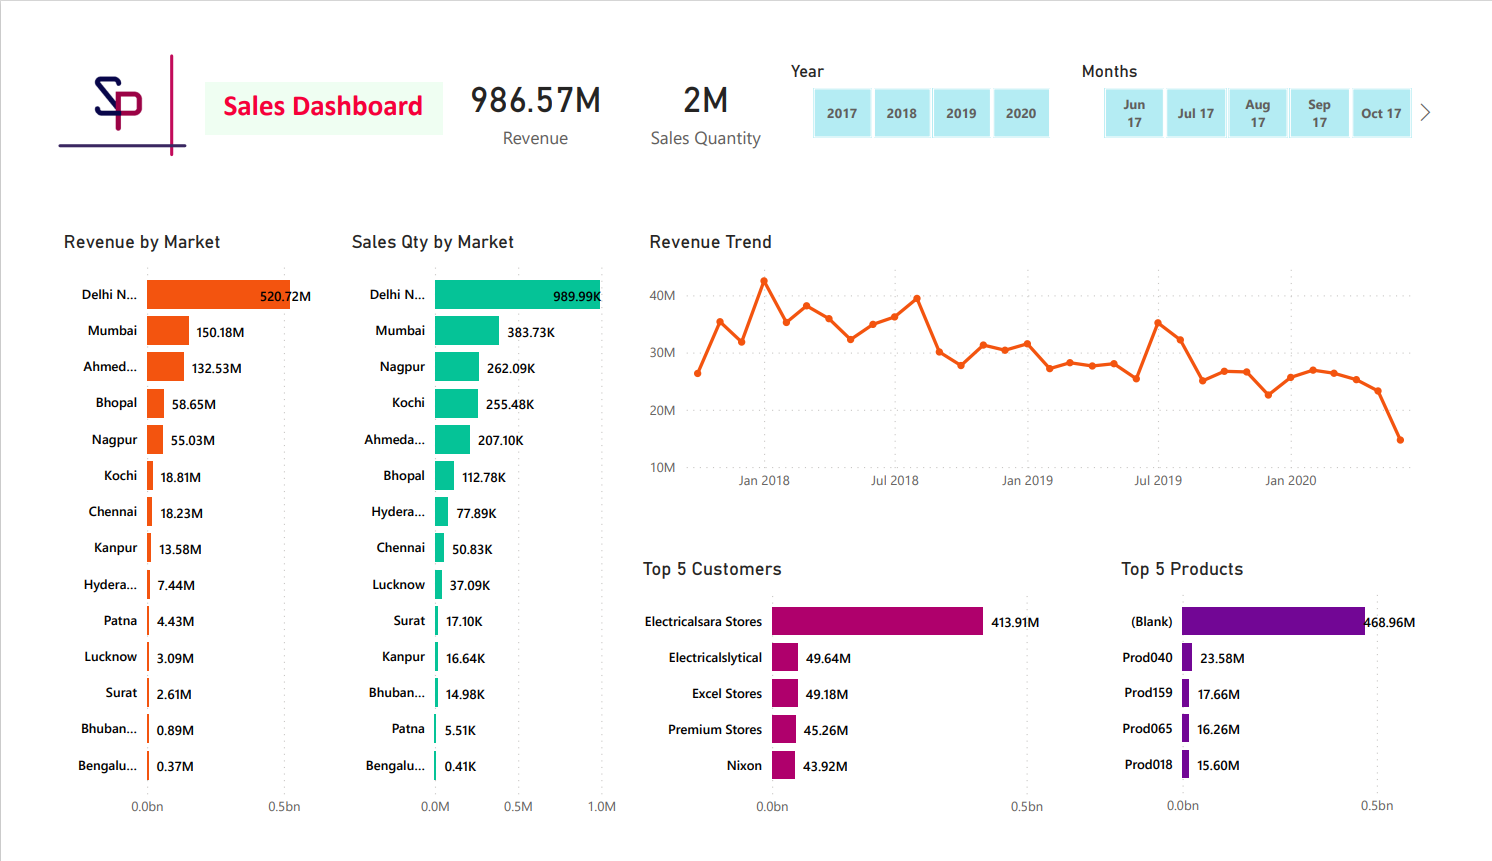 SP
Sales Dashboard
986.57M
Revenue
2M
Sales Quantity
Year
2017
2018
2019
2020
Months
Jun
17
Jul 17
Aug
17
Sep
17
Oct 17
Revenue by Market
Delhi N...
520.72M
Mumbai
150.18M
Ahmed...
132.53M
Bhopal
58.65M
Nagpur
55.03M
Kochi
18.81M
Chennai
18.23M
Kanpur
13.58M
Hydera...
7.44M
Patna
4.43M
Lucknow
3.09M
Surat
2.61M
Bhuban...
0.89M
Bengalu...
0.37M
0.0bn
0.5bn
Sales Qty by Market
Delhi N...
989.99K
Mumbai
383.73K
Nagpur
262.09K
Kochi
255.48K
Ahmeda...
207.10K
Bhopal
112.78K
Hydera...
77.89K
Chennai
50.83K
Lucknow
37.09K
Surat
17.10K
Kanpur
16.64K
Bhuban...
14.98K
Patna
5.51K
Bengalu...
0.41K
0.0M
0.5M
1.0M
Revenue Trend
40M
30M
20M
10M
Jan 2018
Jul 2018
Jan 2019
Jul 2019
Jan 2020
Top 5 Customers
Electricalsara Stores
413.91M
Electricalslytical
49.64M
Excel Stores
49.18M
Premium Stores
45.26M
Nixon
43.92M
0.0bn
0.5bn
Top 5 Products
(Blank)
468.96M
Prod040
23.58M
Prod159
17.66M
Prod065
16.26M
Prod018
15.60M
0.0bn
0.5bn